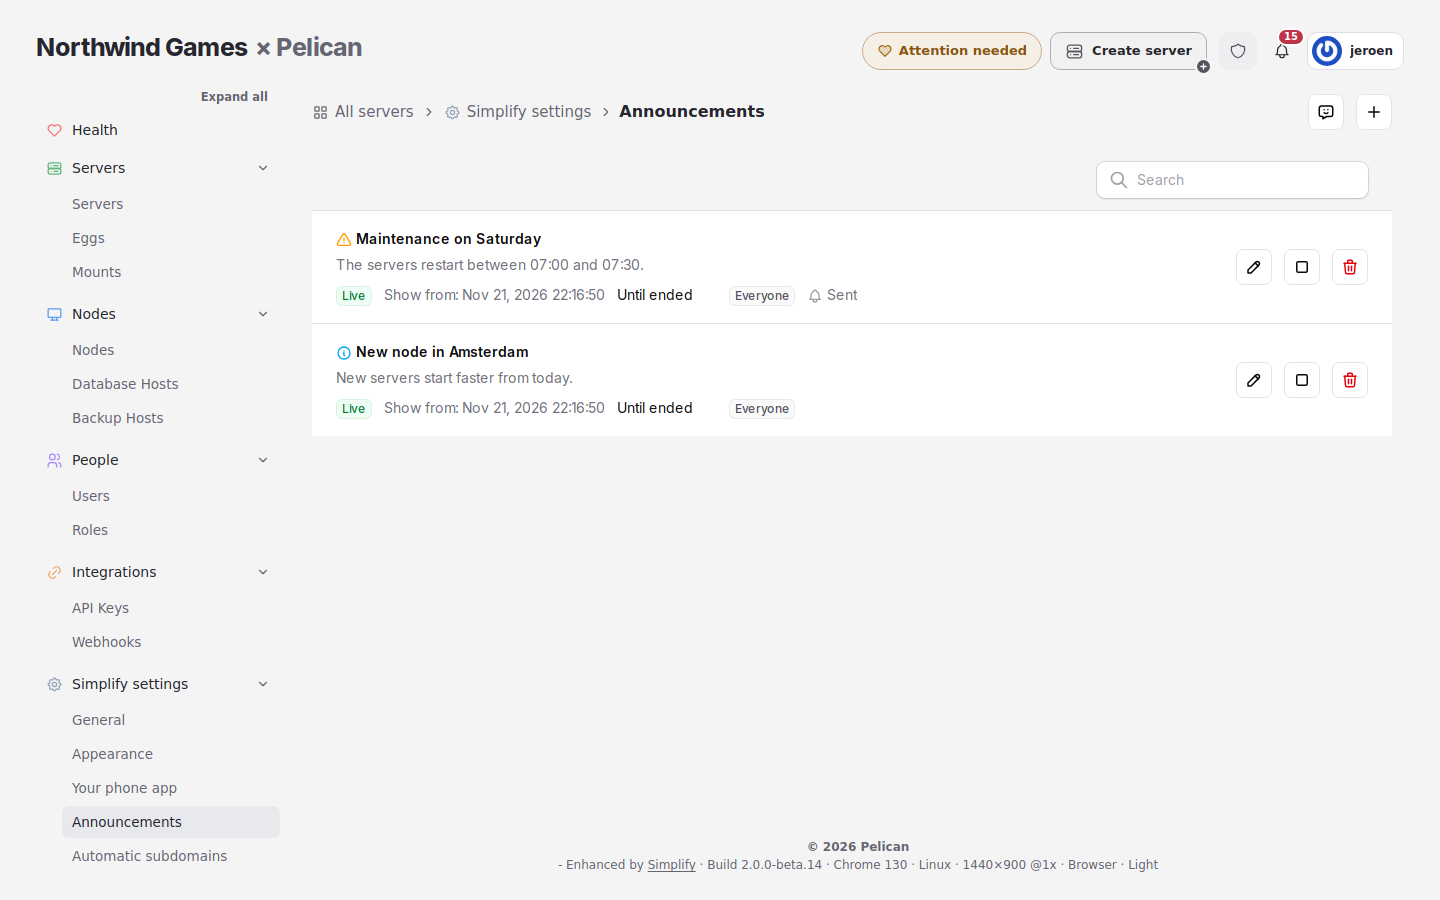 Northwind Games × Pelican
Attention needed
Create server
15
jeroen
Expand all
Health
Servers
Servers
Eggs
Mounts
Nodes
Nodes
Database Hosts
Backup Hosts
People
Users
Roles
Integrations
API Keys
Webhooks
Simplify settings
General
Appearance
Your phone app
Announcements
Automatic subdomains
All servers > Simplify settings > Announcements
Search
Maintenance on Saturday
The servers restart between 07:00 and 07:30.
Live Show from: Nov 21, 2026 22:16:50 Until ended Everyone Sent
New node in Amsterdam
New servers start faster from today.
Live Show from: Nov 21, 2026 22:16:50 Until ended Everyone
© 2026 Pelican
- Enhanced by Simplify · Build 2.0.0-beta.14 · Chrome 130 · Linux · 1440×900 @1x · Browser · Light